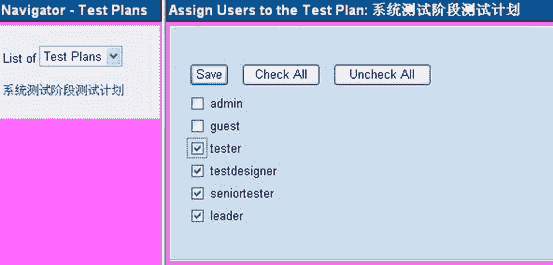 Navigator - Test Plans
List of Test Plans
系统测试阶段测试计划
Assign Users to the Test Plan: 系统测试阶段测试计划
Save Check All Uncheck All
admin
guest
tester
testdesigner
seniortester
leader